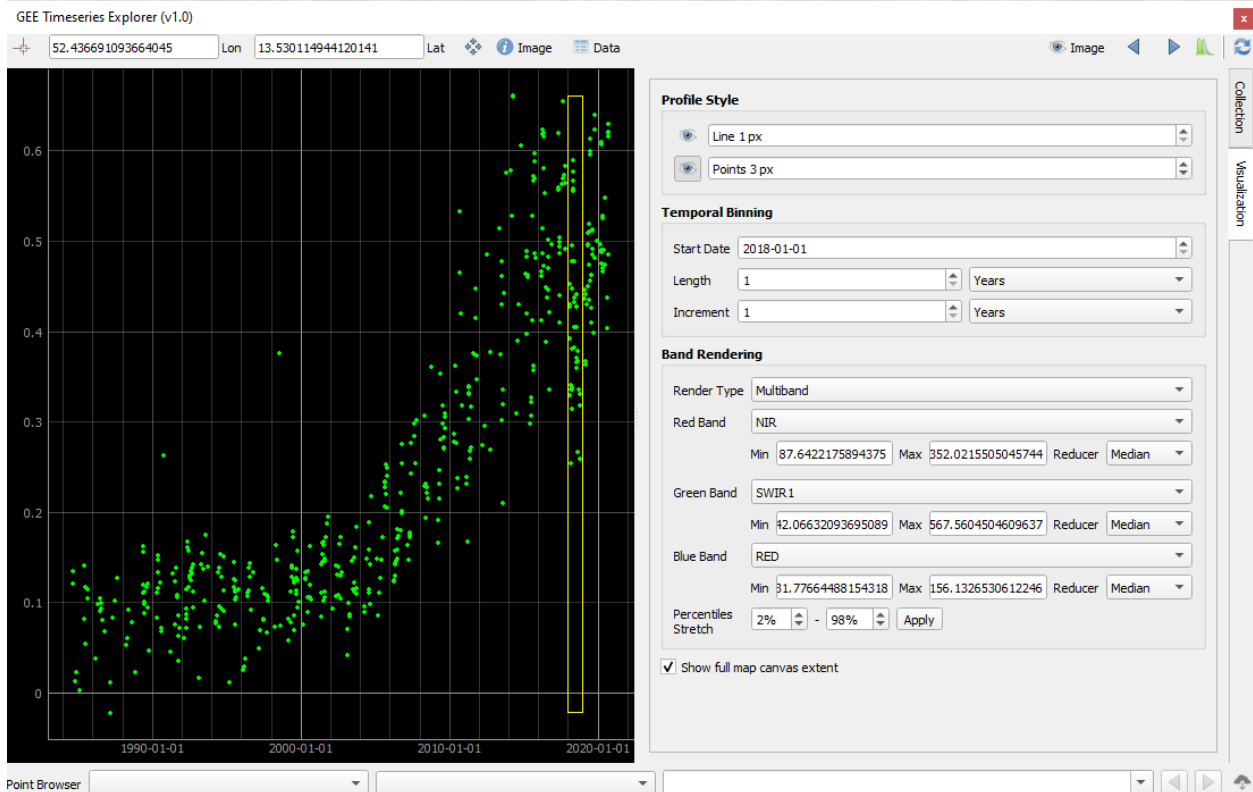 GEE Timeseries Explorer (v1.0)
x
52.436691093664045 Lon 13.530114944120141 Lat Image Data Image
Collection
Visualization
0.6
0.5
0.4
0.3
0.2
0.1
0
1990-01-01 2000-01-01 2010-01-01 2020-01-01
Profile Style
Line 1 px
Points 3 px
Temporal Binning
Start Date 2018-01-01
Length 1 Years
Increment 1 Years
Band Rendering
Render Type Multiband
Red Band NIR
Min 87.6422175894375 Max 352.0215505045744 Reducer Median
Green Band SWIR1
Min 42.06632093695089 Max 567.5604504609637 Reducer Median
Blue Band RED
Min 31.77664488154318 Max 156.1326530612246 Reducer Median
Percentiles
Stretch 2% - 98% Apply
Show full map canvas extent
Point Browser